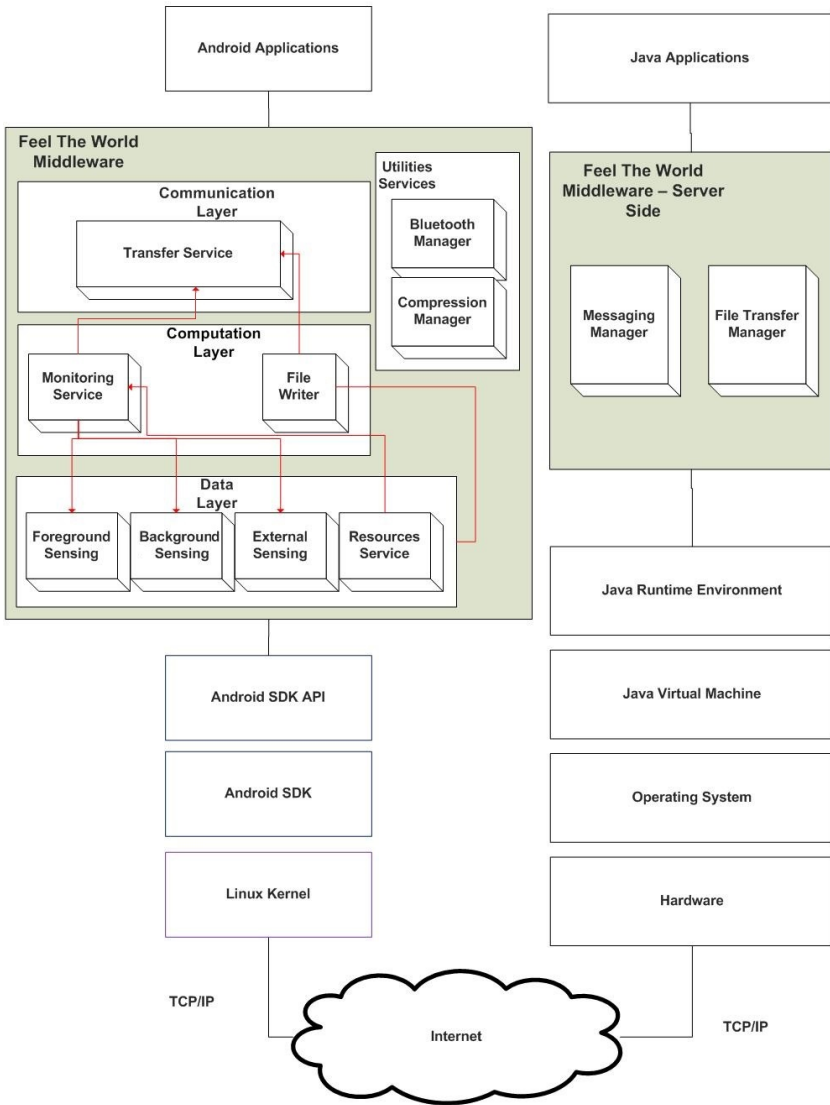 Android Applications
Java Applications
Feel The World
Middleware
Communication
Layer
Transfer Service
Utilities
Services
Bluetooth
Manager
Compression
Manager
Computation
Layer
Monitoring
Service
File
Writer
Data
Layer
Foreground
Sensing
Background
Sensing
External
Sensing
Resources
Service
Feel The World
Middleware – Server
Side
Messaging
Manager
File Transfer
Manager
Android SDK API
Android SDK
Linux Kernel
Java Runtime Environment
Java Virtual Machine
Operating System
Hardware
TCP/IP
Internet
TCP/IP